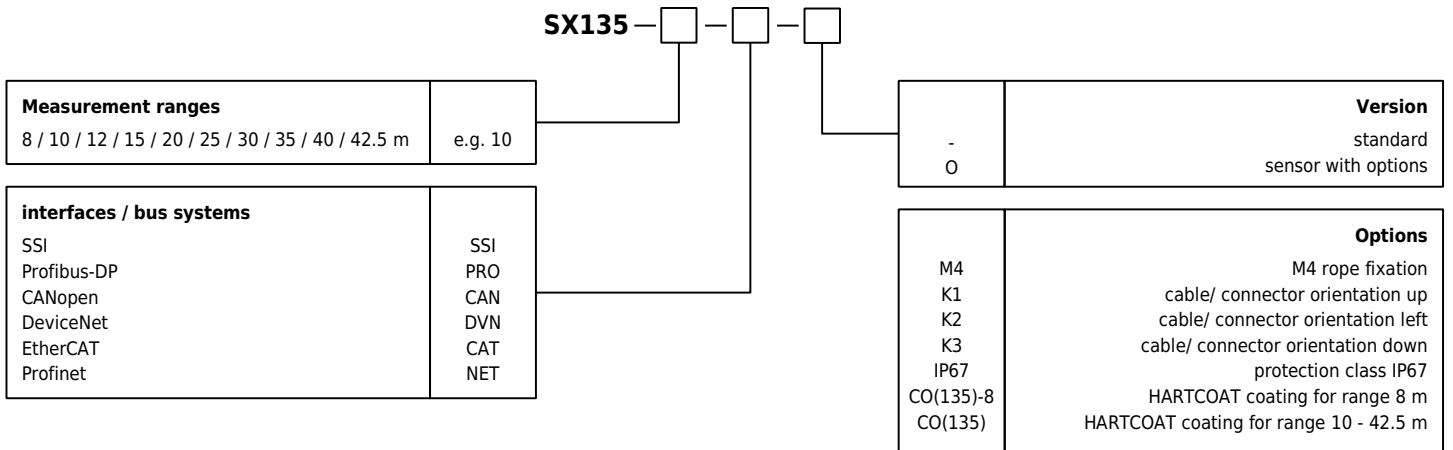 SX135 — □ — □ — □
Measurement ranges
8 / 10 / 12 / 15 / 20 / 25 / 30 / 35 / 40 / 42.5 m e.g. 10
interfaces / bus systems
SSI SSI
Profibus-DP PRO
CANopen CAN
DeviceNet DVN
EtherCAT CAT
Profinet NET
Version
- standard
O sensor with options
Options
M4 M4 rope fixation
K1 cable/ connector orientation up
K2 cable/ connector orientation left
K3 cable/ connector orientation down
IP67 protection class IP67
CO(135)-8 HARTCOAT coating for range 8 m
CO(135) HARTCOAT coating for range 10 - 42.5 m